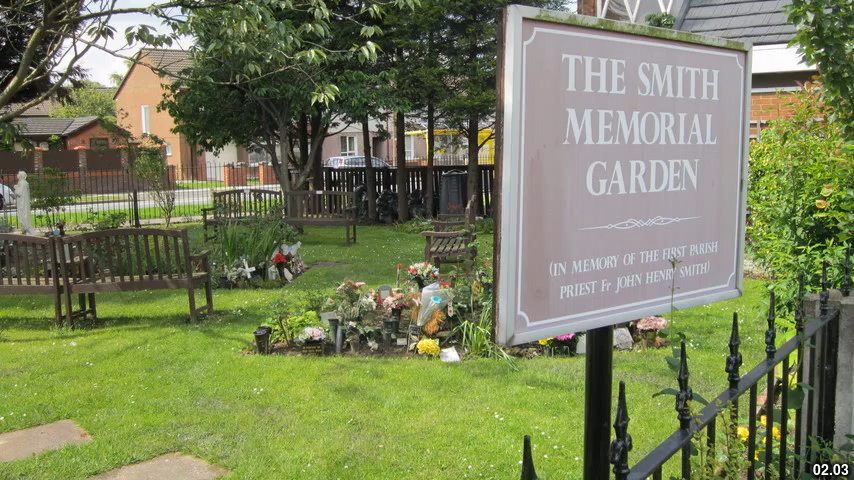 THE SMITH
MEMORIAL
GARDEN
(IN MEMORY OF THE FIRST PARISH
PRIEST Fr JOHN HENRY SMITH)
02.03